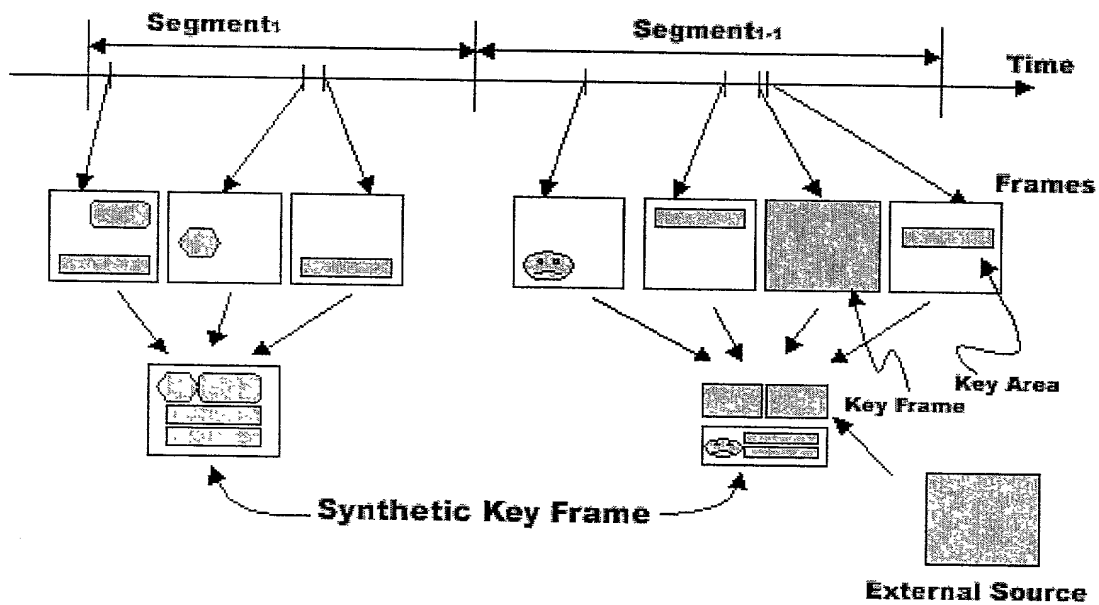 Segment1
Segment1-1
Time
Frames
Key Area
Key Frame
Synthetic Key Frame
External Source